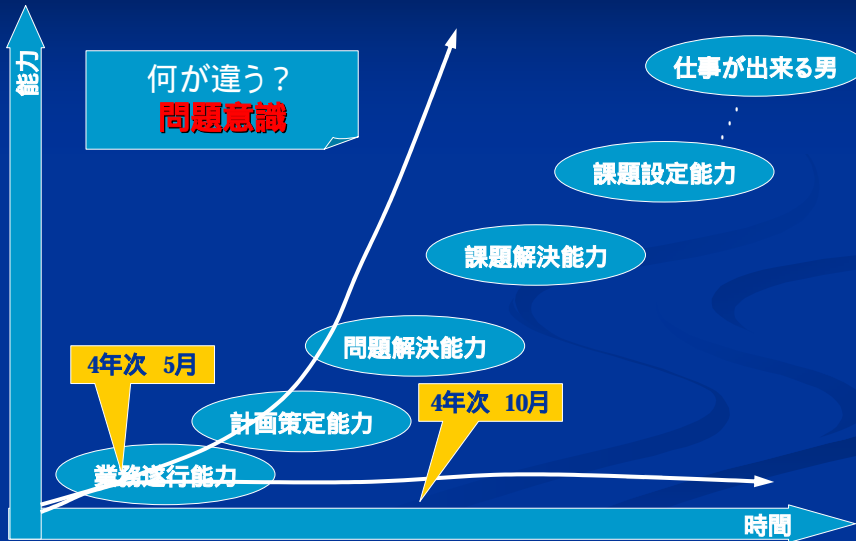 能力
何が違う?
問題意識
仕事が出来る男
課題設定能力
課題解決能力
問題解決能力
4年次 5月
4年次 10月
計画策定能力
業務遂行能力
時間